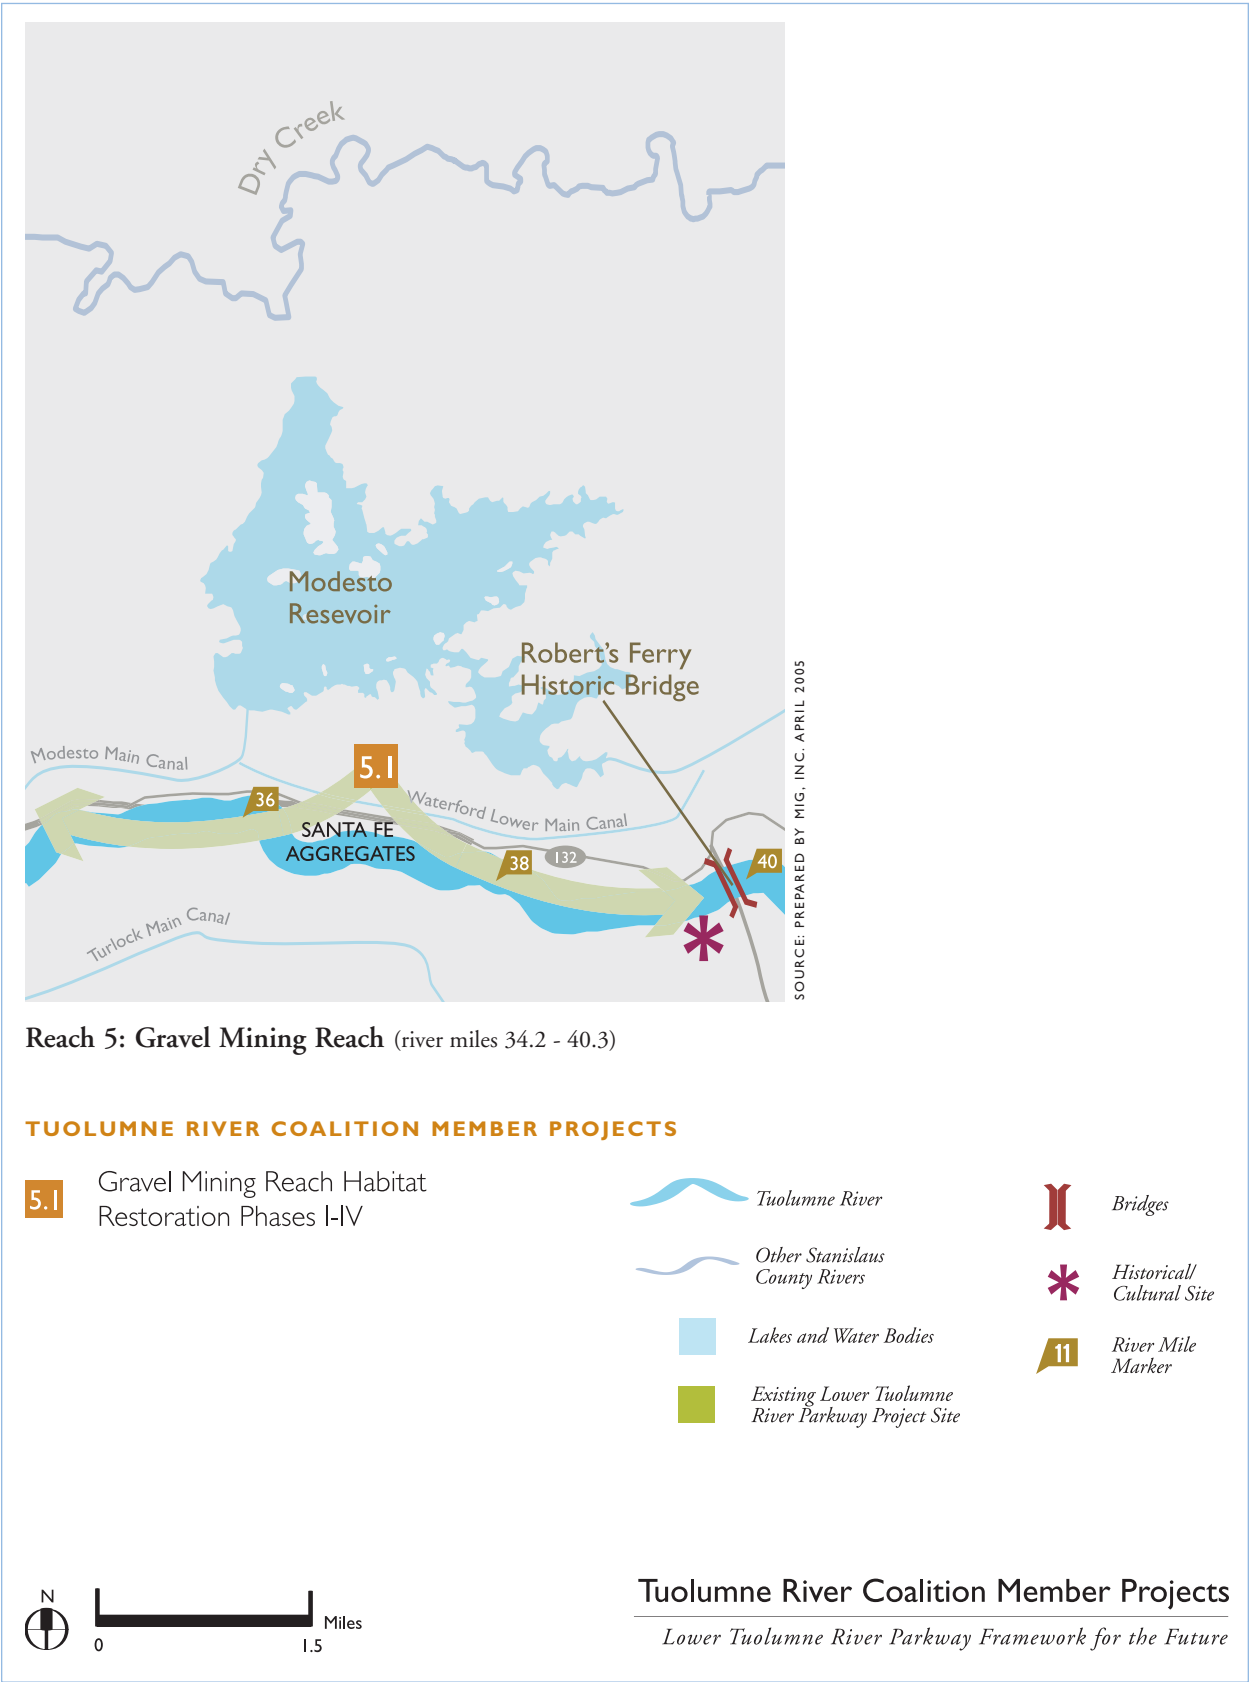 Dry Creek
Modesto
Resevoir
Robert's Ferry
Historic Bridge
Modesto Main Canal
5.1
36
Waterford Lower Main Canal
SANTA FE
AGGREGATES
132
38
40
Turlock Main Canal
SOURCE: PREPARED BY MIG, INC. APRIL 2005
Reach 5: Gravel Mining Reach (river miles 34.2 - 40.3)
TUOLUMNE RIVER COALITION MEMBER PROJECTS
5.1
Gravel Mining Reach Habitat
Restoration Phases I-IV
Tuolumne River
Other Stanislaus
County Rivers
Lakes and Water Bodies
Existing Lower Tuolumne
River Parkway Project Site
Bridges
Historical/
Cultural Site
11
River Mile
Marker
N
0
1.5
Miles
Tuolumne River Coalition Member Projects
Lower Tuolumne River Parkway Framework for the Future